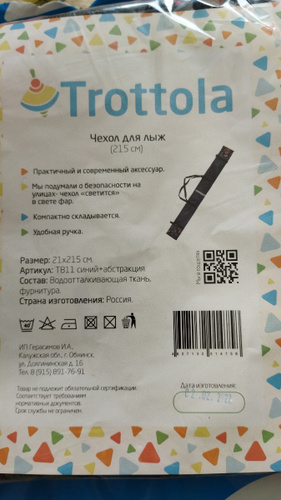 Trottola
Чехол для лыж
(215 см)
Практичный и современный аксессуар.
Мы подумали о безопасности на
улицах- чехол «светится»
в свете фар.
Компактно складывается.
Удобная ручка.
Размер: 21х215 см.
Артикул: ТВ11 синий+абстракция
Состав: Водоотталкивающая ткань,
фурнитура.
Страна изготовления: Россия.
ИП Герасимов И.А.,
Калужская обл., г. Обнинск,
ул. Долгининская д. 16
Тел. 8 (915) 891-76-91
Товар не подлежит обязательной сертификации.
Соответствует требованиям
нормативных документов.
Срок службы не ограничен.
Дата изготовления: